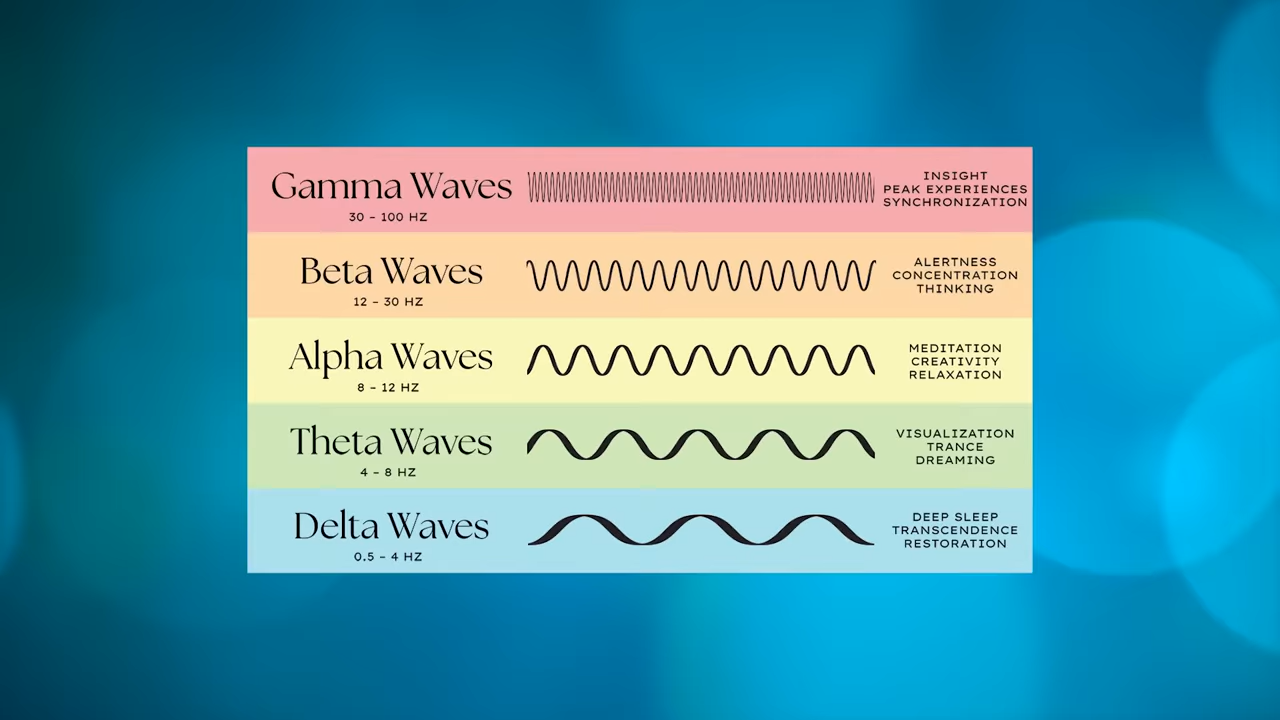 Gamma Waves
30 – 100 HZ
INSIGHT
PEAK EXPERIENCES
SYNCHRONIZATION
Beta Waves
12 – 30 HZ
ALERTNESS
CONCENTRATION
THINKING
Alpha Waves
8 – 12 HZ
MEDITATION
CREATIVITY
RELAXATION
Theta Waves
4 – 8 HZ
VISUALIZATION
TRANCE
DREAMING
Delta Waves
0.5 – 4 HZ
DEEP SLEEP
TRANSCENDENCE
RESTORATION